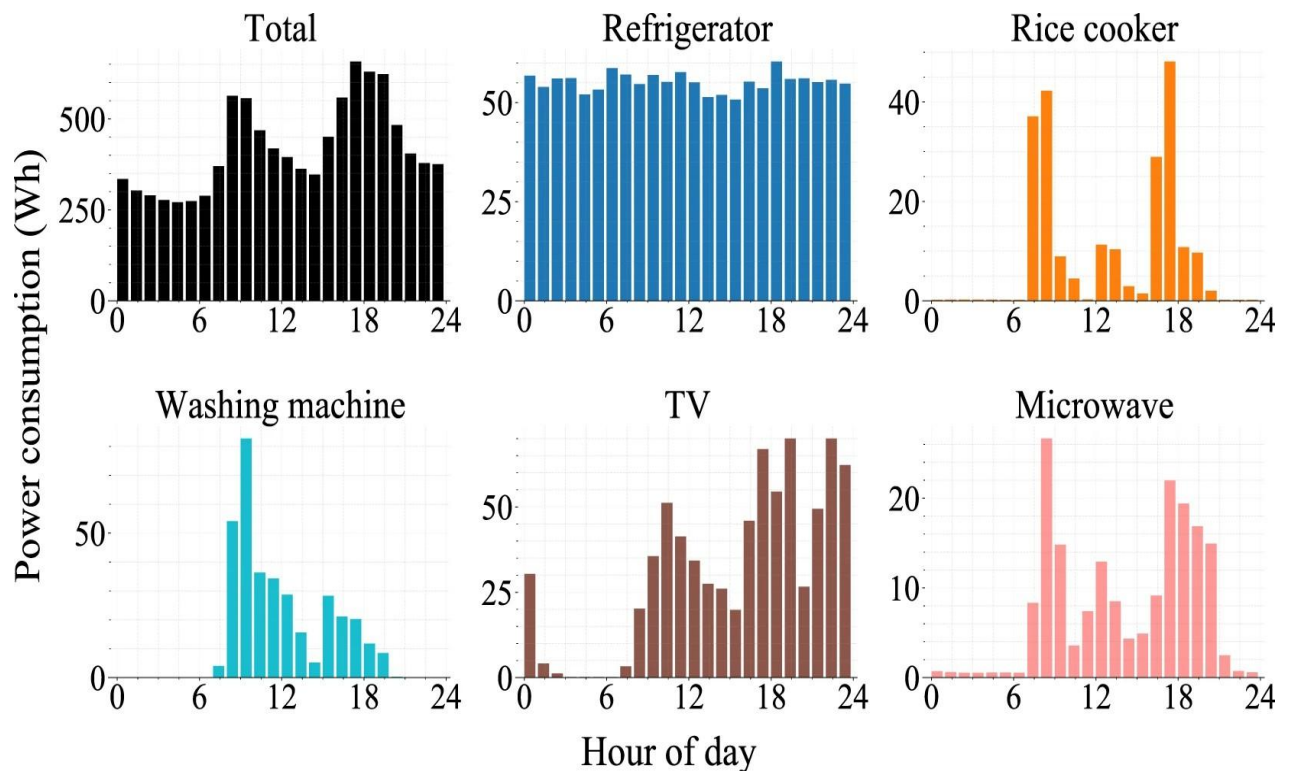 Total
Refrigerator
Rice cooker
500
250
0
0 6 12 18 24
50
25
0
0 6 12 18 24
40
20
0
0 6 12 18 24
Power consumption (Wh)
Washing machine
TV
Microwave
50
0
0 6 12 18 24
50
25
0
0 6 12 18 24
20
10
0
0 6 12 18 24
Hour of day